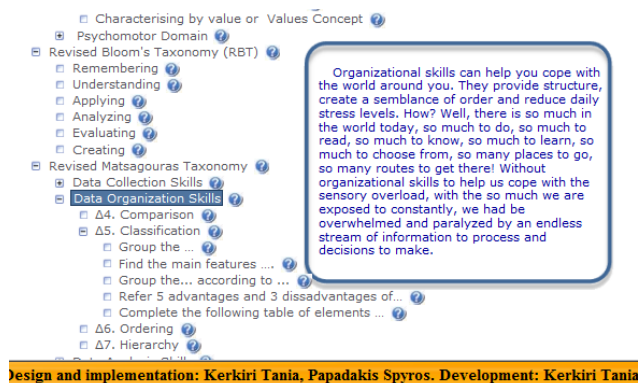 Characterising by value or Values Concept
Psychomotor Domain
Revised Bloom's Taxonomy (RBT)
Remembering
Understanding
Applying
Analyzing
Evaluating
Creating
Revised Matsagouras Taxonomy
Data Collection Skills
Data Organization Skills
Δ4. Comparison
Δ5. Classification
Group the ...
Find the main features ....
Group the... according to ...
Refer 5 advantages and 3 dissadvantages of...
Complete the following table of elements ...
Δ6. Ordering
Δ7. Hierarchy
Organizational skills can help you cope with
the world around you. They provide structure,
create a semblance of order and reduce daily
stress levels. How? Well, there is so much in
the world today, so much to do, so much to
read, so much to know, so much to learn, so
much to choose from, so many places to go,
so many routes to get there! Without
organizational skills to help us cope with the
sensory overload, with the so much we are
exposed to constantly, we had be
overwhelmed and paralyzed by an endless
stream of information to process and
decisions to make.
Design and implementation: Kerkiri Tania, Papadakis Spyros. Development: Kerkiri Tania